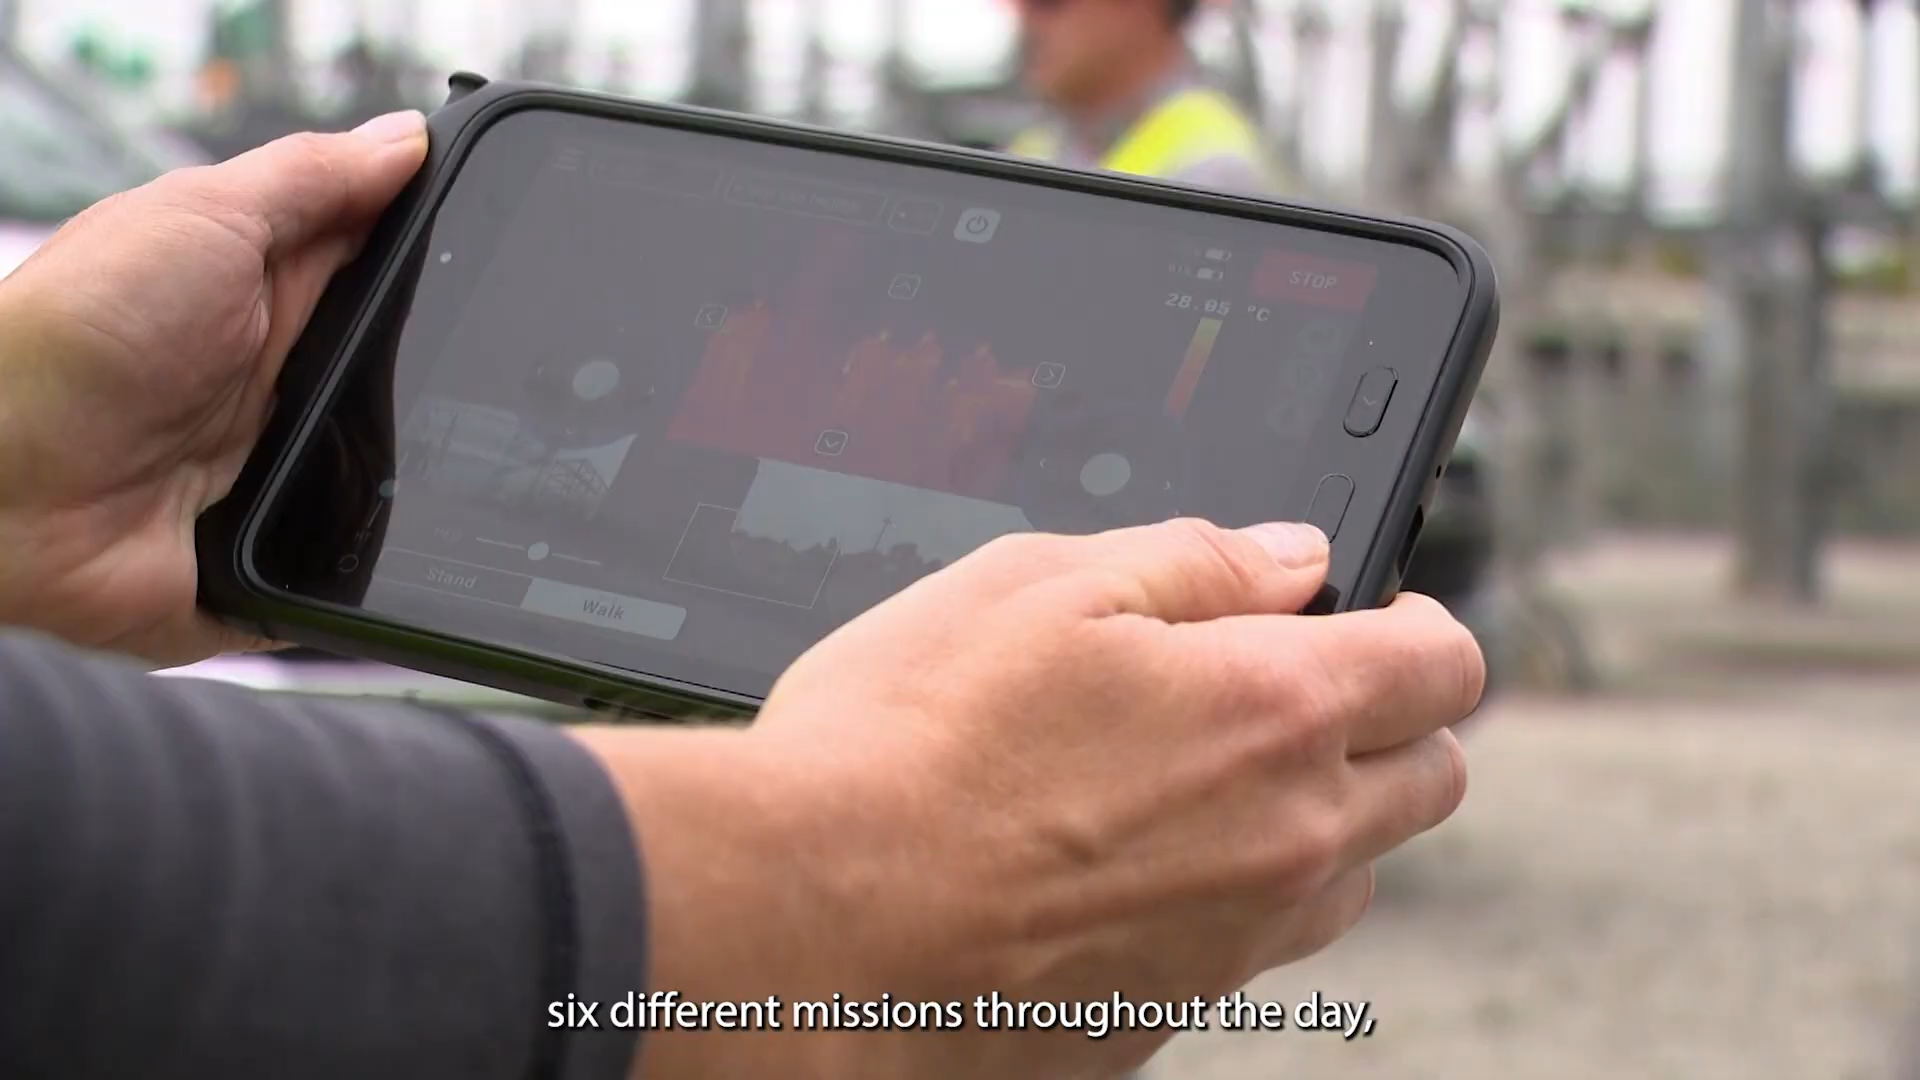 STOP
28.05 °C
Stand
Walk
six different missions throughout the day,